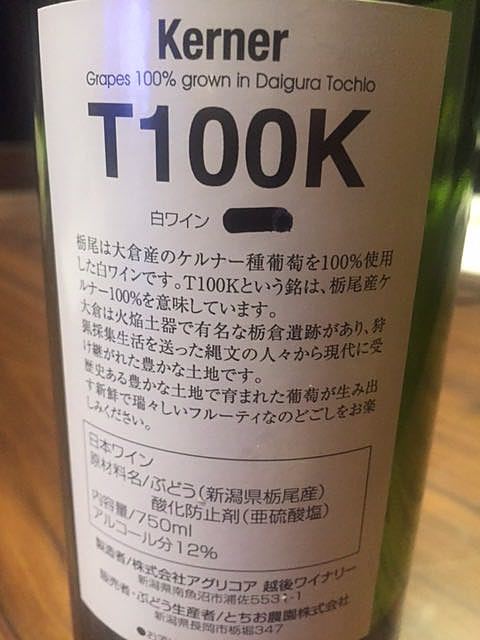 Kerner
Grapes 100% grown in Daigura Tochio
T100K
白ワイン
栃尾は大倉産のケルナー種葡萄を100%使用
した白ワインです。T100Kという銘は、栃尾産ケ
ルナー100%を意味しています。
大倉は火焔土器で有名な栃倉遺跡があり、狩
猟採集生活を送った縄文の人々から現代に受
け継がれた豊かな土地です。
歴史ある豊かな土地で育まれた葡萄が生み出
す新鮮で瑞々しいフルーティなのどごしをお楽
しみください。
日本ワイン
原材料名/ぶどう(新潟県栃尾産)
酸化防止剤(亜硫酸塩)
内容量/750ml
アルコール分12%
製造者/株式会社アグリコア 越後ワイナリー
新潟県南魚沼市浦佐5531-1
販売者・ぶどう生産者/とちお農園株式会社
新潟県長岡市栃堀347